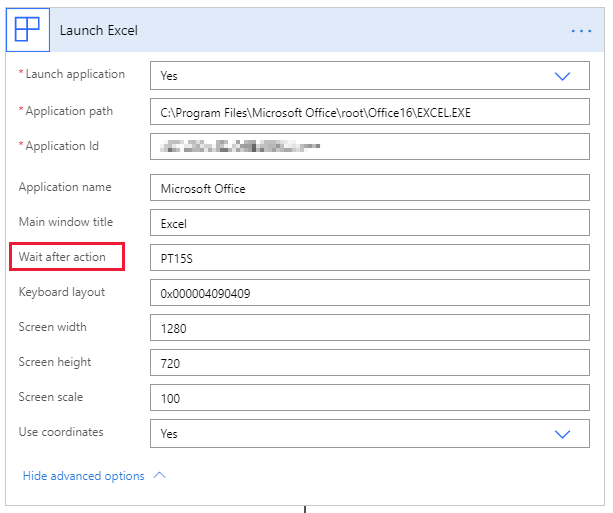 Launch Excel
* Launch application Yes
* Application path C:\Program Files\Microsoft Office\root\Office16\EXCEL.EXE
* Application Id
Application name Microsoft Office
Main window title Excel
Wait after action PT15S
Keyboard layout 0x000004090409
Screen width 1280
Screen height 720
Screen scale 100
Use coordinates Yes
Hide advanced options